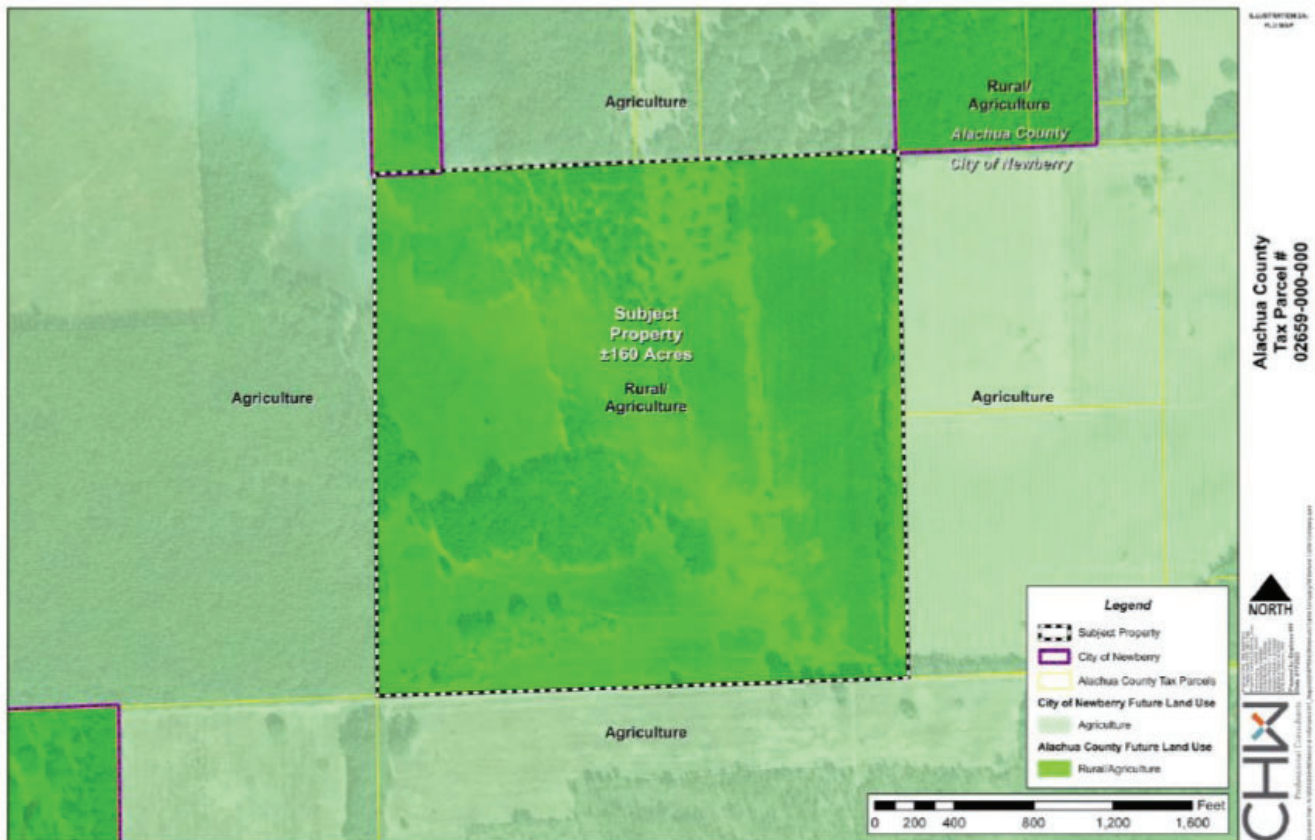 Agriculture
Rural/
Agriculture
Alachua County
City of Newberry
Subject
Property
±160 Acres
Rural/
Agriculture
Agriculture
Agriculture
Agriculture
Legend
Subject Property
City of Newberry
Alachua County Tax Parcels
City of Newberry Future Land Use
Agriculture
Alachua County Future Land Use
Rural/Agriculture
Feet
0 200 400 800 1,200 1,600
Alachua County
Tax Parcel #
02659-000-000
NORTH
CHW
Professional Consultants